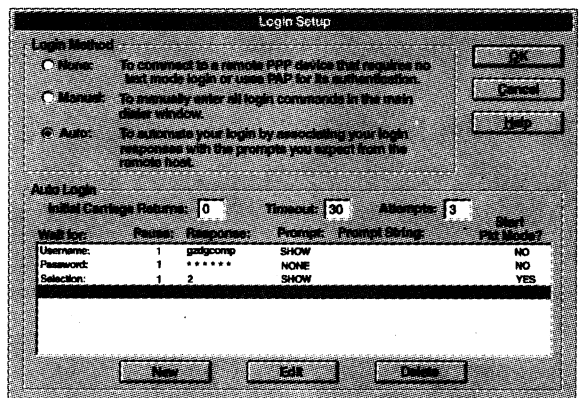 Login Setup
Login Method
None: To connect to a remote PPP device that requires no
text mode login or uses PAP for its authentication.
Manual: To manually enter all login commands in the main
dialer window.
Auto: To automate your login by associating your login
responses with the prompts you expect from the
remote host.
OK
Cancel
Help
Auto Login
Initial Carriage Returns: 0 Timeout: 30 Attempts: 3
Wait for: Pause: Response: Prompt: Prompt String: Start Pkt Mode?
Username: 1 gzdgcomp SHOW NO
Password: 1 ****** NONE NO
Selection: 1 2 SHOW YES
New Edit Delete